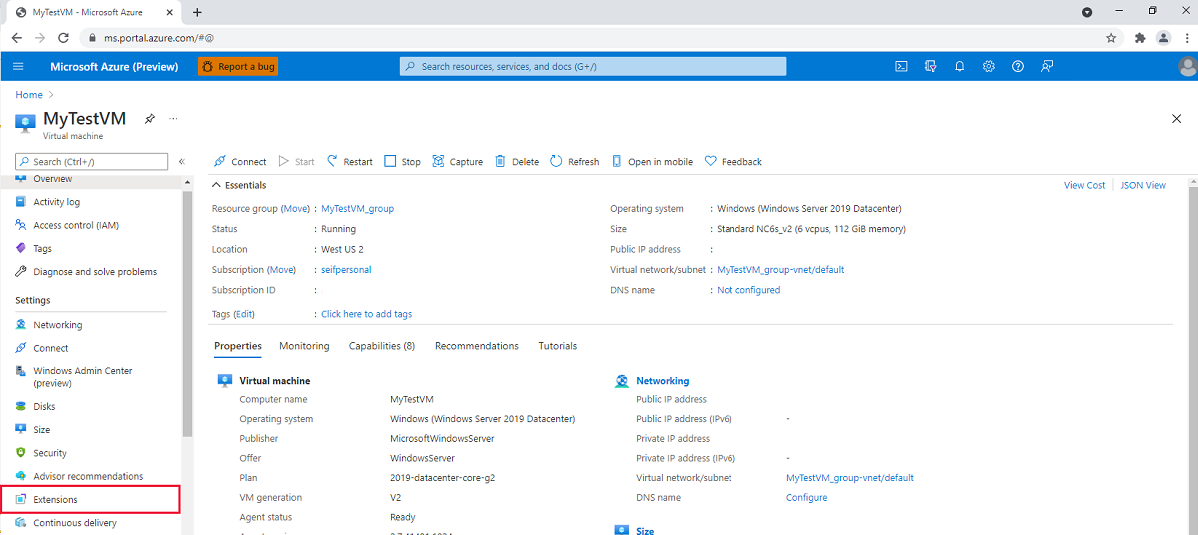 MyTestVM - Microsoft Azure
ms.portal.azure.com/#@
Microsoft Azure (Preview)
Report a bug
Search resources, services, and docs (G+/)
Home
MyTestVM
Virtual machine
Search (Ctrl+/)
Overview
Activity log
Access control (IAM)
Tags
Diagnose and solve problems
Settings
Networking
Connect
Windows Admin Center
(preview)
Disks
Size
Security
Advisor recommendations
Extensions
Continuous delivery
Connect Start Restart Stop Capture Delete Refresh Open in mobile Feedback
Essentials
View Cost JSON View
Resource group (Move) : MyTestVM_group
Status : Running
Location : West US 2
Subscription (Move) : seifpersonal
Subscription ID :
Tags (Edit) : Click here to add tags
Operating system : Windows (Windows Server 2019 Datacenter)
Size : Standard NC6s_v2 (6 vcpus, 112 GiB memory)
Public IP address :
Virtual network/subnet : MyTestVM_group-vnet/default
DNS name : Not configured
Properties Monitoring Capabilities (8) Recommendations Tutorials
Virtual machine
Computer name MyTestVM
Operating system Windows (Windows Server 2019 Datacenter)
Publisher MicrosoftWindowsServer
Offer WindowsServer
Plan 2019-datacenter-core-g2
VM generation V2
Agent status Ready
Networking
Public IP address
Public IP address (IPv6) -
Private IP address
Private IP address (IPv6) -
Virtual network/subnet MyTestVM_group-vnet/default
DNS name Configure
Size